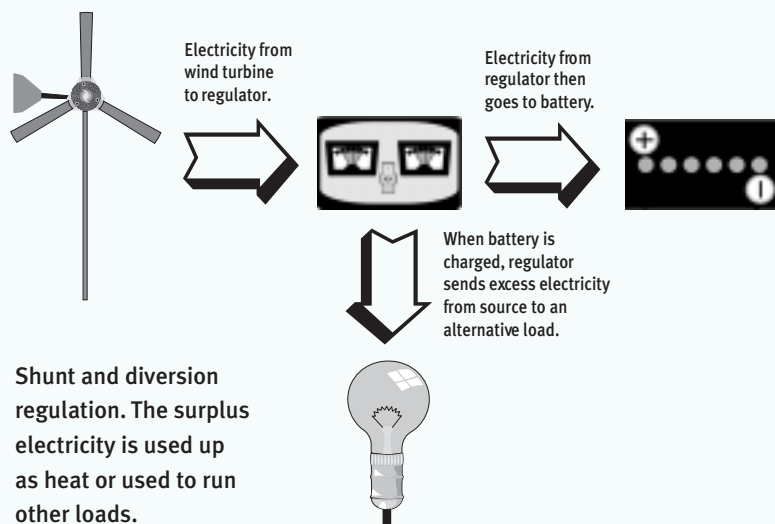 Electricity from
wind turbine
to regulator.
Electricity from
regulator then
goes to battery.
When battery is
charged, regulator
sends excess electricity
from source to an
alternative load.
Shunt and diversion
regulation. The surplus
electricity is used up
as heat or used to run
other loads.